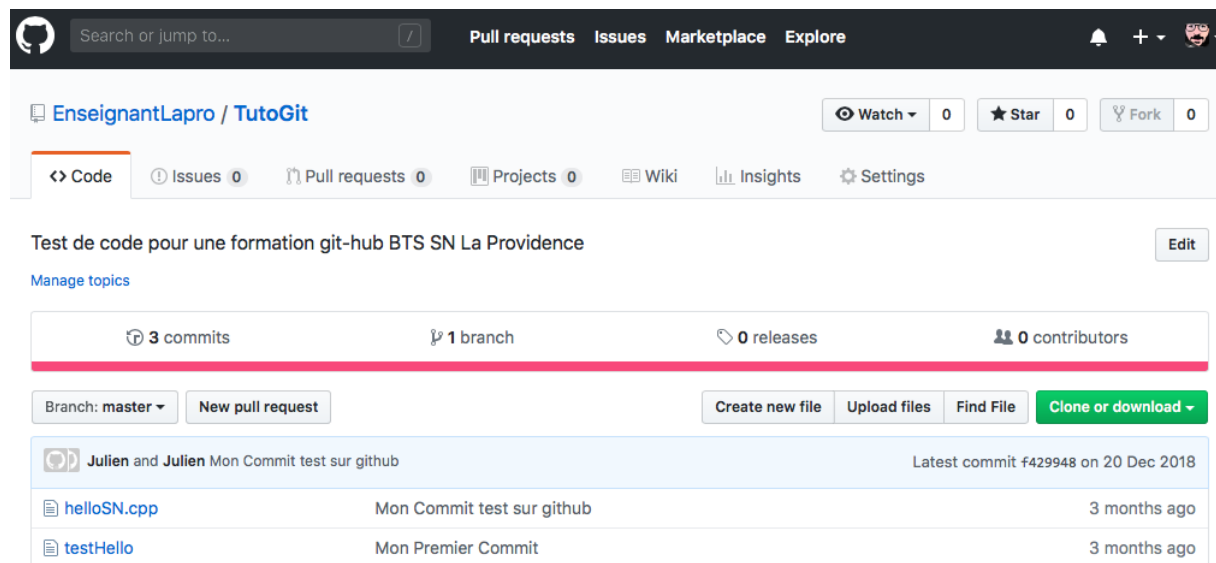 Search or jump to... / Pull requests Issues Marketplace Explore
EnseignantLapro / TutoGit Watch 0 Star 0 Fork 0
Code Issues 0 Pull requests 0 Projects 0 Wiki Insights Settings
Test de code pour une formation git-hub BTS SN La Providence Edit
Manage topics
3 commits 1 branch 0 releases 0 contributors
Branch: master New pull request Create new file Upload files Find File Clone or download
Julien and Julien Mon Commit test sur github Latest commit f429948 on 20 Dec 2018
helloSN.cpp Mon Commit test sur github 3 months ago
testHello Mon Premier Commit 3 months ago